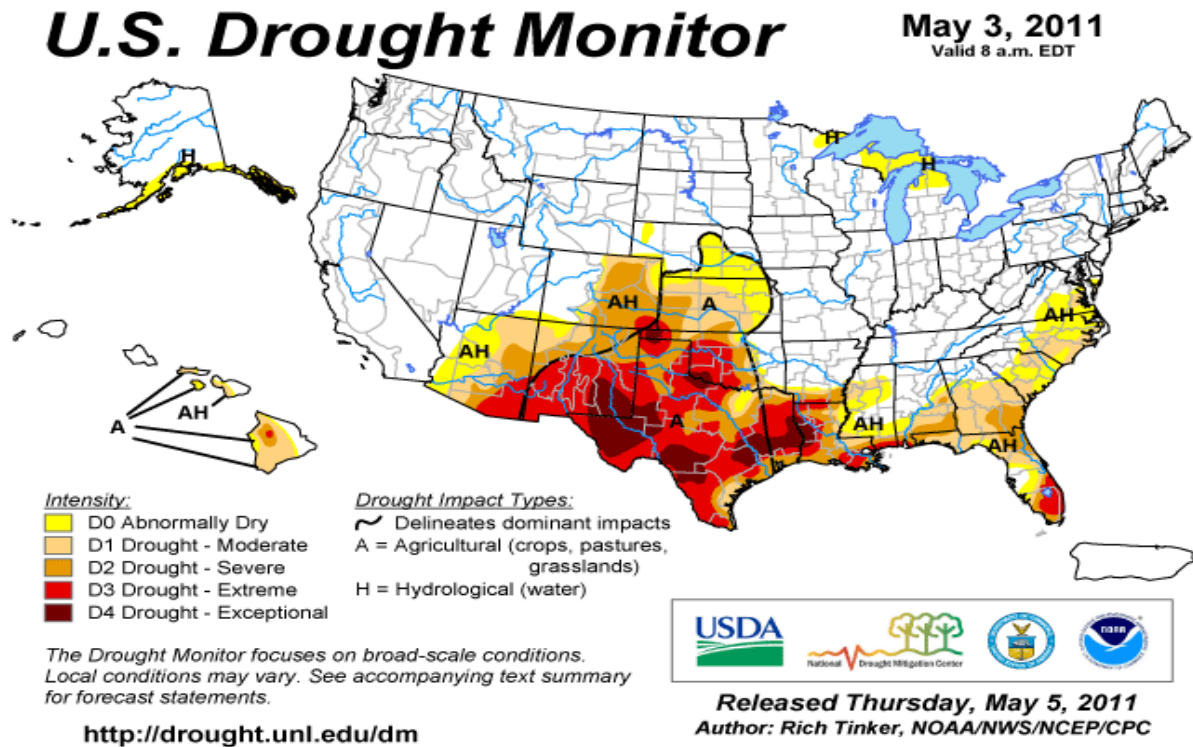 U.S. Drought Monitor
May 3, 2011
Valid 8 a.m. EDT
H
H
H
AH
A
AH
AH
A
AH
AH
AH
A
Intensity:
D0 Abnormally Dry
D1 Drought - Moderate
D2 Drought - Severe
D3 Drought - Extreme
D4 Drought - Exceptional
Drought Impact Types:
Delineates dominant impacts
A = Agricultural (crops, pastures,
grasslands)
H = Hydrological (water)
USDA
National Drought Mitigation Center
noaa
The Drought Monitor focuses on broad-scale conditions.
Local conditions may vary. See accompanying text summary
for forecast statements.
http://drought.unl.edu/dm
Released Thursday, May 5, 2011
Author: Rich Tinker, NOAA/NWS/NCEP/CPC